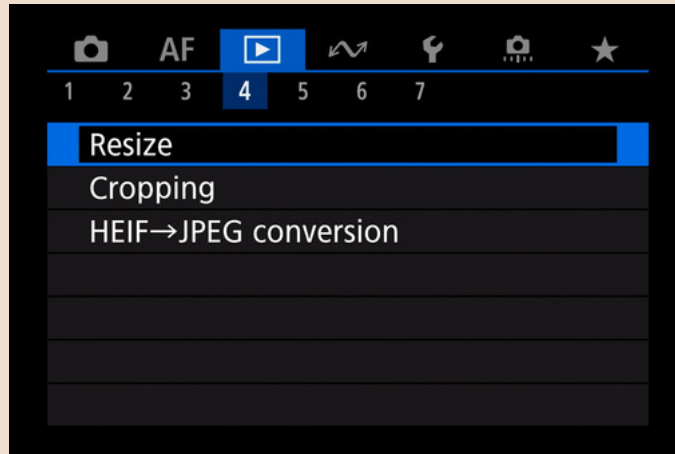 AF
1 2 3 4 5 6 7
Resize
Cropping
HEIF→JPEG conversion